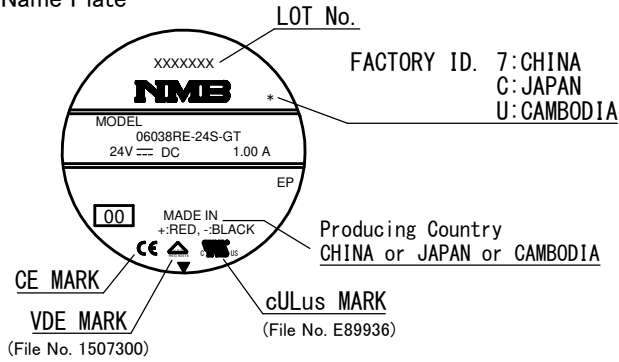 Name Plate
LOT No.
XXXXXXX
NMB
*
FACTORY ID. 7:CHINA
C:JAPAN
U:CAMBODIA
MODEL
06038RE-24S-GT
24V DC 1.00 A
EP
00
MADE IN
+:RED, -:BLACK
CE
C US
Producing Country
CHINA or JAPAN or CAMBODIA
CE MARK
VDE MARK
(File No. 1507300)
cULus MARK
(File No. E89936)